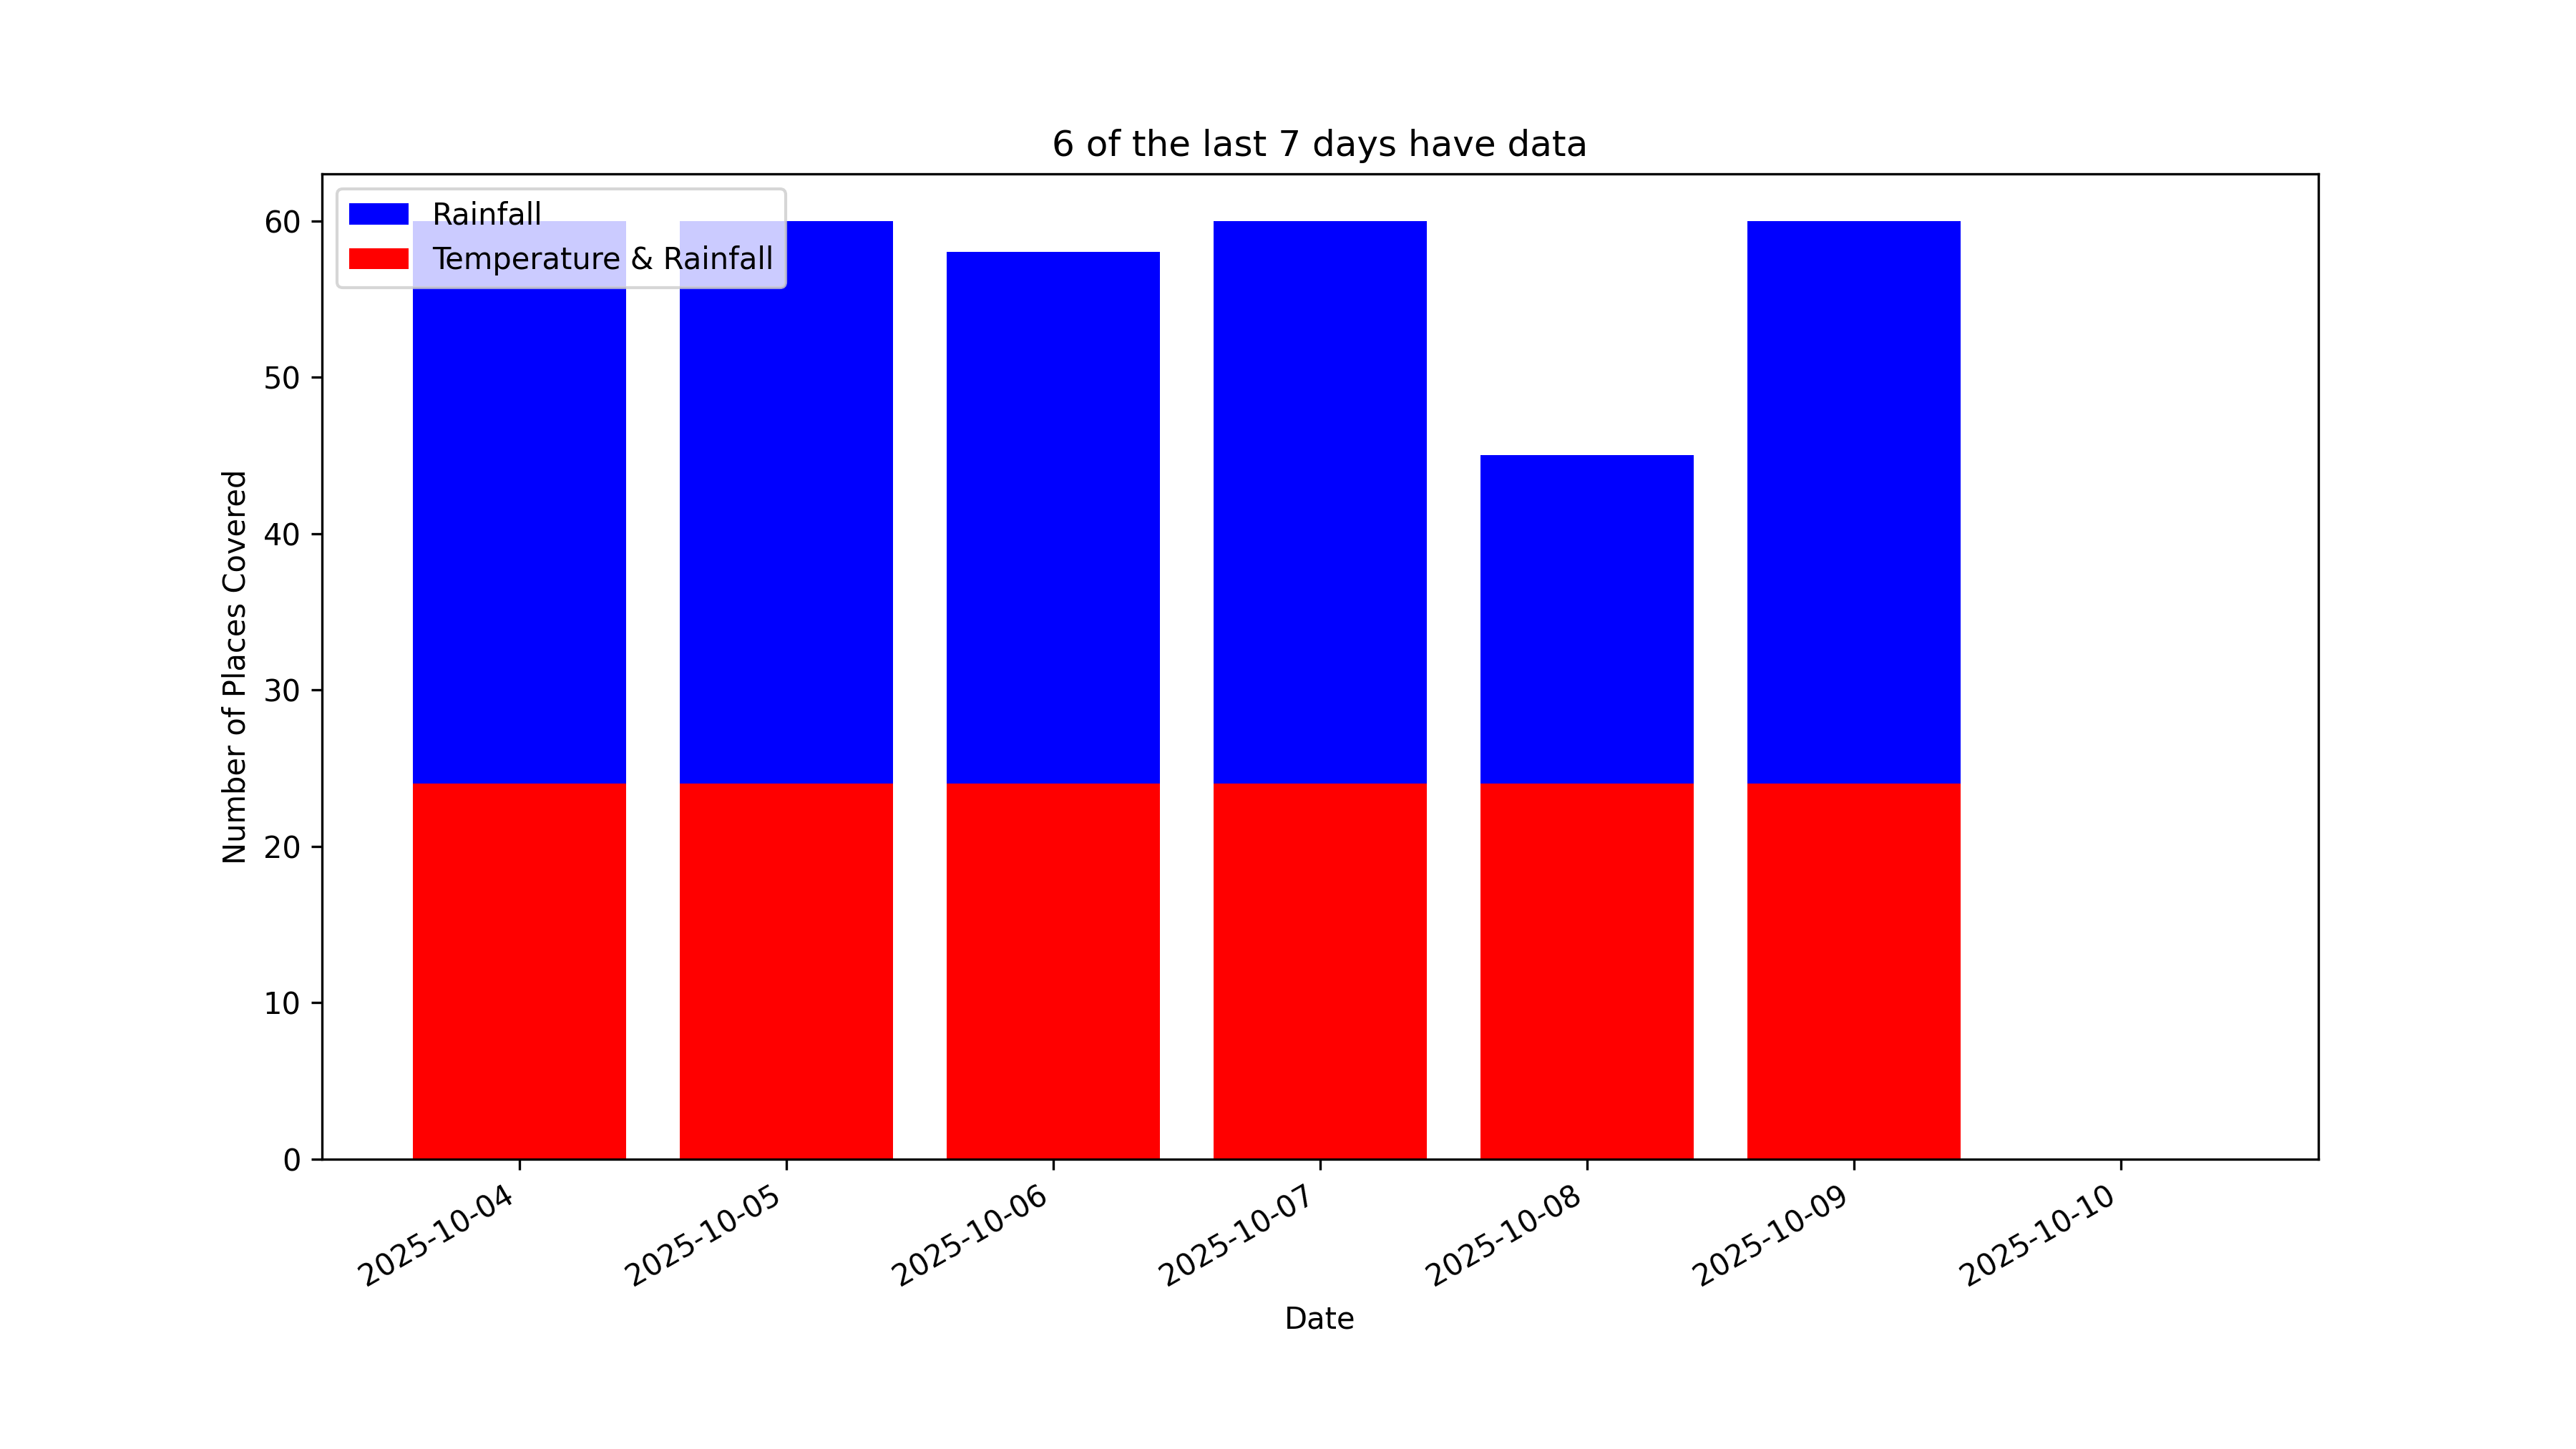 6 of the last 7 days have data
Rainfall
Temperature & Rainfall
Number of Places Covered
60
50
40
30
20
10
0
2025-10-04
2025-10-05
2025-10-06
2025-10-07
2025-10-08
2025-10-09
2025-10-10
Date